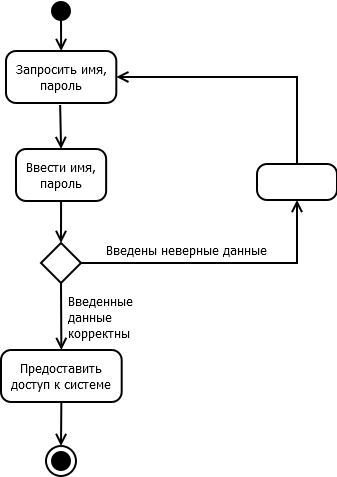 Запросить имя,
пароль
Ввести имя,
пароль
Введены неверные данные
Введенные
данные
корректны
Предоставить
доступ к системе